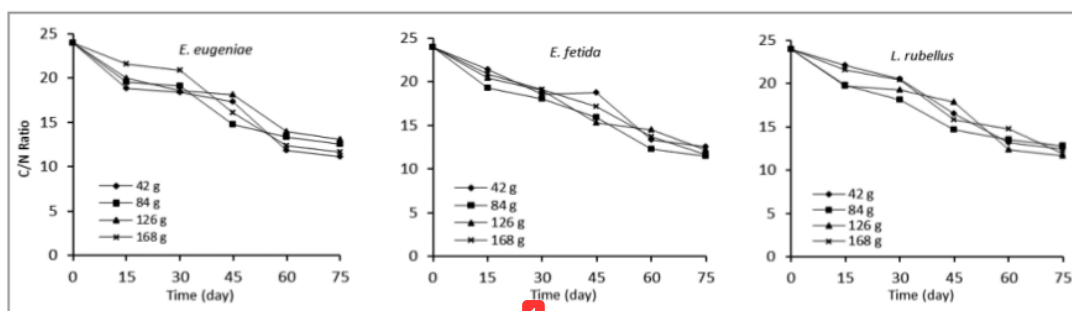 E. eugeniae
25
20
15
10
5
0
C/N Ratio
42 g
84 g
126 g
168 g
0 15 30 45 60 75
Time (day)
E. fetida
25
20
15
10
5
0
42 g
84 g
126 g
168 g
0 15 30 45 60 75
Time (day)
L. rubellus
25
20
15
10
5
0
42 g
84 g
126 g
168 g
0 15 30 45 60 75
Time (day)